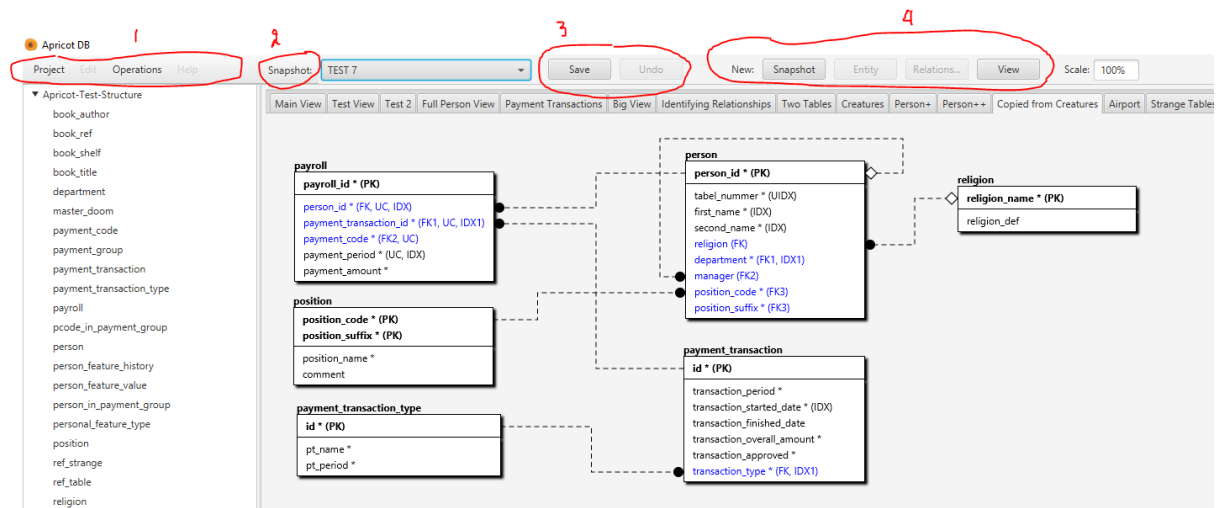 1 2 3 4
Apricot DB
Project Edit Operations Help Snapshot: TEST 7 Save Undo New: Snapshot Entity Relations... View Scale: 100%
Main View Test View Test 2 Full Person View Payment Transactions Big View Identifying Relationships Two Tables Creatures Person+ Person++ Copied from Creatures Airport Strange Tables
Apricot-Test-Structure
book_author
book_ref
book_shelf
book_title
department
master_doom
payment_code
payment_group
payment_transaction
payment_transaction_type
payroll
pcode_in_payment_group
person
person_feature_history
person_feature_value
person_in_payment_group
personal_feature_type
position
ref_strange
ref_table
religion
payroll
payroll_id * (PK)
person_id * (FK, UC, IDX)
payment_transaction_id * (FK1, UC, IDX1)
payment_code * (FK2, UC)
payment_period * (UC, IDX)
payment_amount *
position
position_code * (PK)
position_suffix * (PK)
position_name *
comment
payment_transaction_type
id * (PK)
pt_name *
pt_period *
person
person_id * (PK)
tabel_nummer * (UIDX)
first_name * (IDX)
second_name * (IDX)
religion (FK)
department * (FK1, IDX1)
manager (FK2)
position_code * (FK3)
position_suffix * (FK3)
payment_transaction
id * (PK)
transaction_period *
transaction_started_date * (IDX)
transaction_finished_date
transaction_overall_amount *
transaction_approved *
transaction_type * (FK, IDX1)
religion
religion_name * (PK)
religion_def